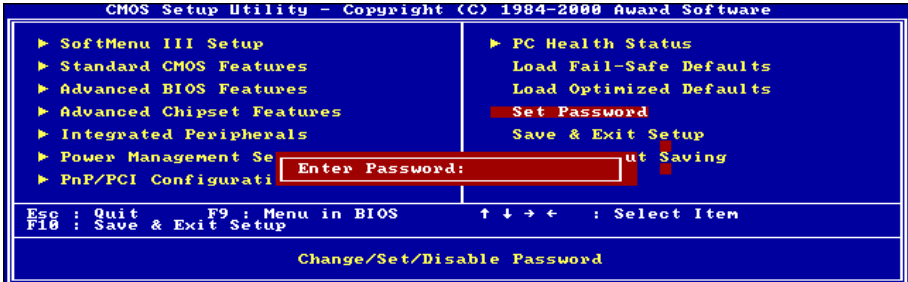 CMOS Setup Utility - Copyright (C) 1984-2000 Award Software
▶ SoftMenu III Setup
▶ Standard CMOS Features
▶ Advanced BIOS Features
▶ Advanced Chipset Features
▶ Integrated Peripherals
▶ Power Management Se
▶ PnP/PCI Configurati
▶ PC Health Status
Load Fail-Safe Defaults
Load Optimized Defaults
Set Password
Save & Exit Setup
ut Saving
Enter Password:
Esc : Quit F9 : Menu in BIOS ↑ ↓ → ← : Select Item
F10 : Save & Exit Setup
Change/Set/Disable Password